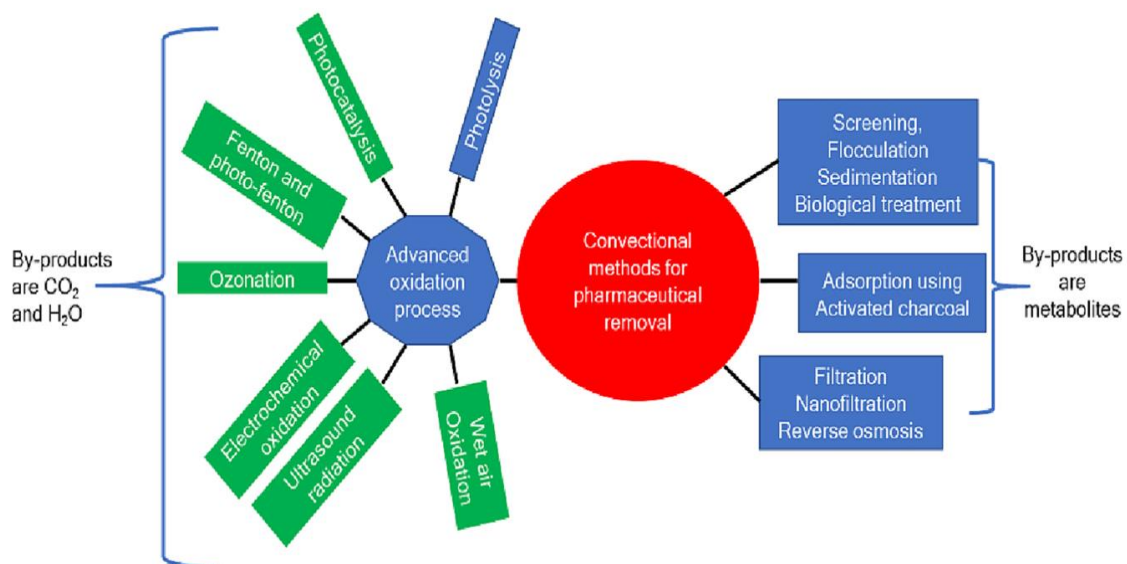 By-products
are CO₂
and H₂O
Photocatalysis
Photolysis
Fenton and
photo-fenton
Ozonation
Electrochemical
oxidation
Ultrasound
radiation
Wet air
Oxidation
Advanced
oxidation
process
Convectional
methods for
pharmaceutical
removal
Screening,
Flocculation
Sedimentation
Biological treatment
Adsorption using
Activated charcoal
Filtration
Nanofiltration
Reverse osmosis
By-products
are
metabolites